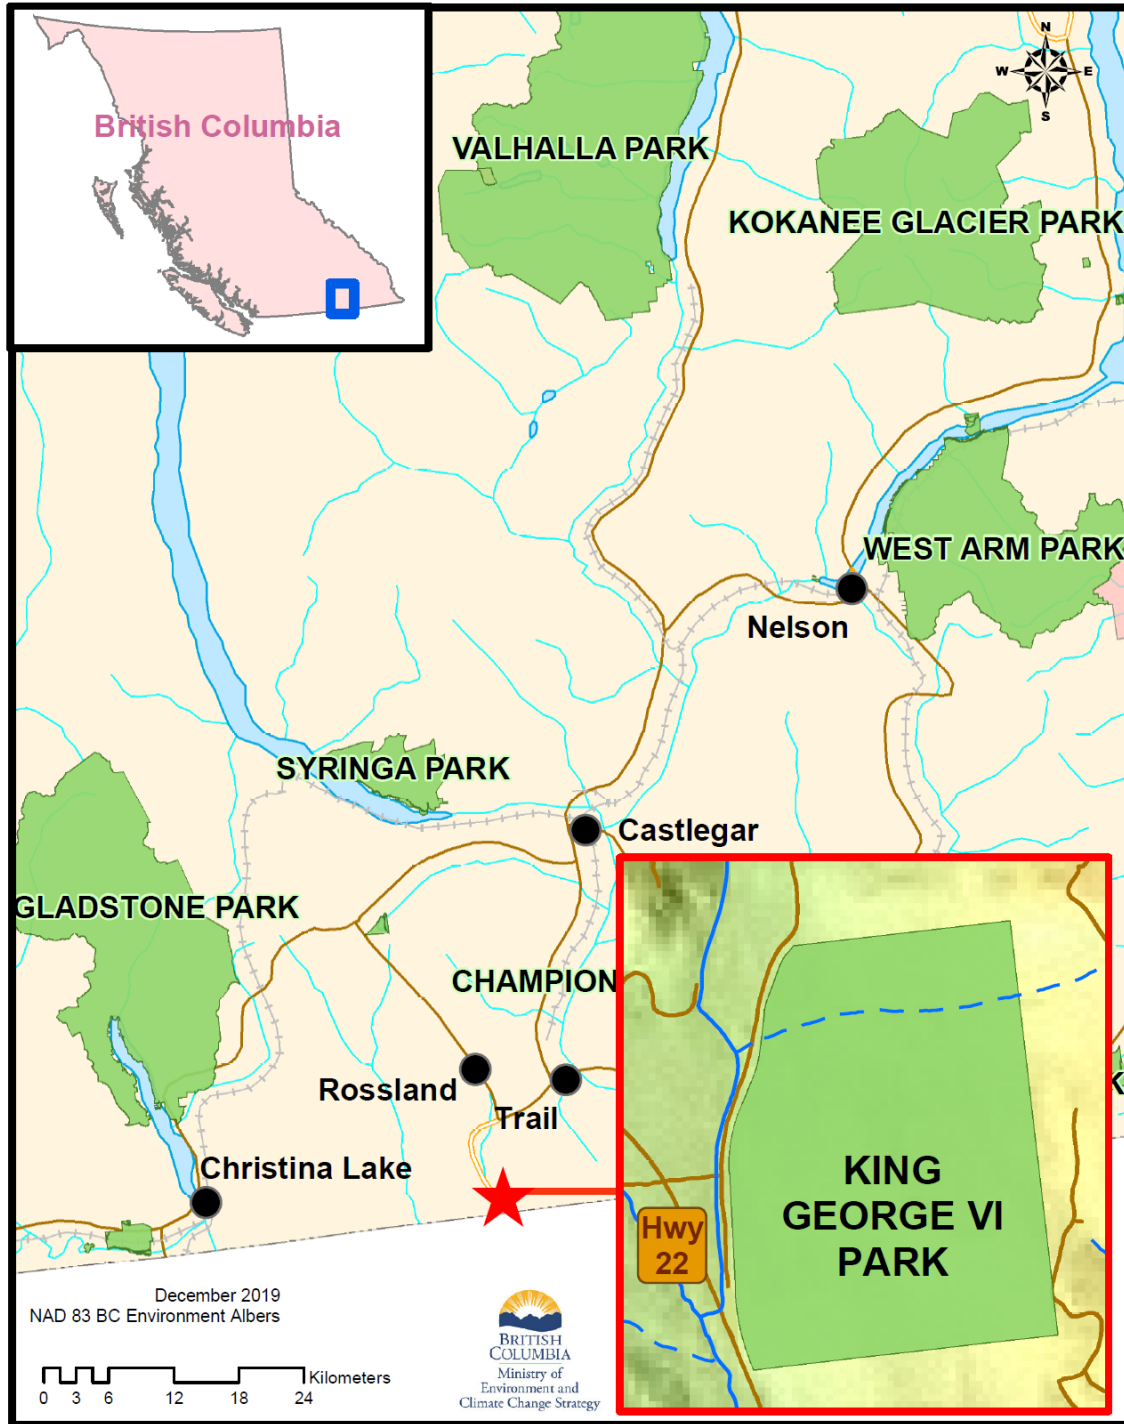 British Columbia
N
W E
S
VALHALLA PARK
KOKANEE GLACIER PARK
WEST ARM PARK
Nelson
SYRINGA PARK
Castlegar
GLADSTONE PARK
CHAMPION
Rossland
Trail
K
Christina Lake
KING
GEORGE VI
PARK
Hwy
22
December 2019
NAD 83 BC Environment Albers
Kilometers
0 3 6 12 18 24
BRITISH
COLUMBIA
Ministry of
Environment and
Climate Change Strategy